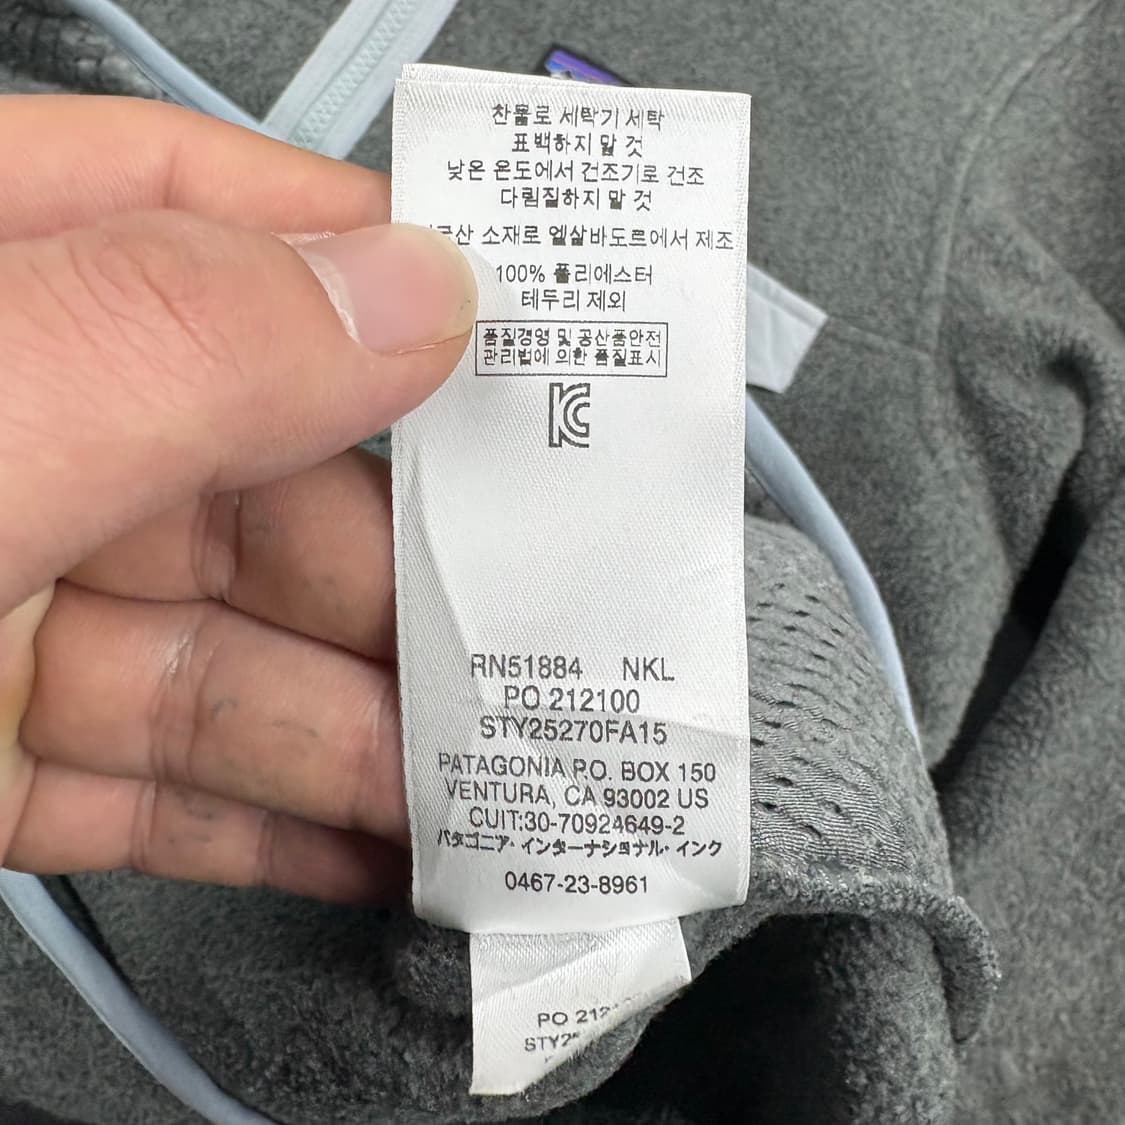 찬물로 세탁기 세탁
표백하지 말 것
낮은 온도에서 건조기로 건조
다림질하지 말 것
소재로 엘살바도르에서 제조
100% 폴리에스터
테두리 제외
품질경영 및 공산품안전
관리법에 의한 품질표시
KC
RN51884 NKL
PO 212100
STY25270FA15
PATAGONIA P.O. BOX 150
VENTURA, CA 93002 US
CUIT:30-70924649-2
パタゴニア・インターナショナル・インク
0467-23-8961
PO